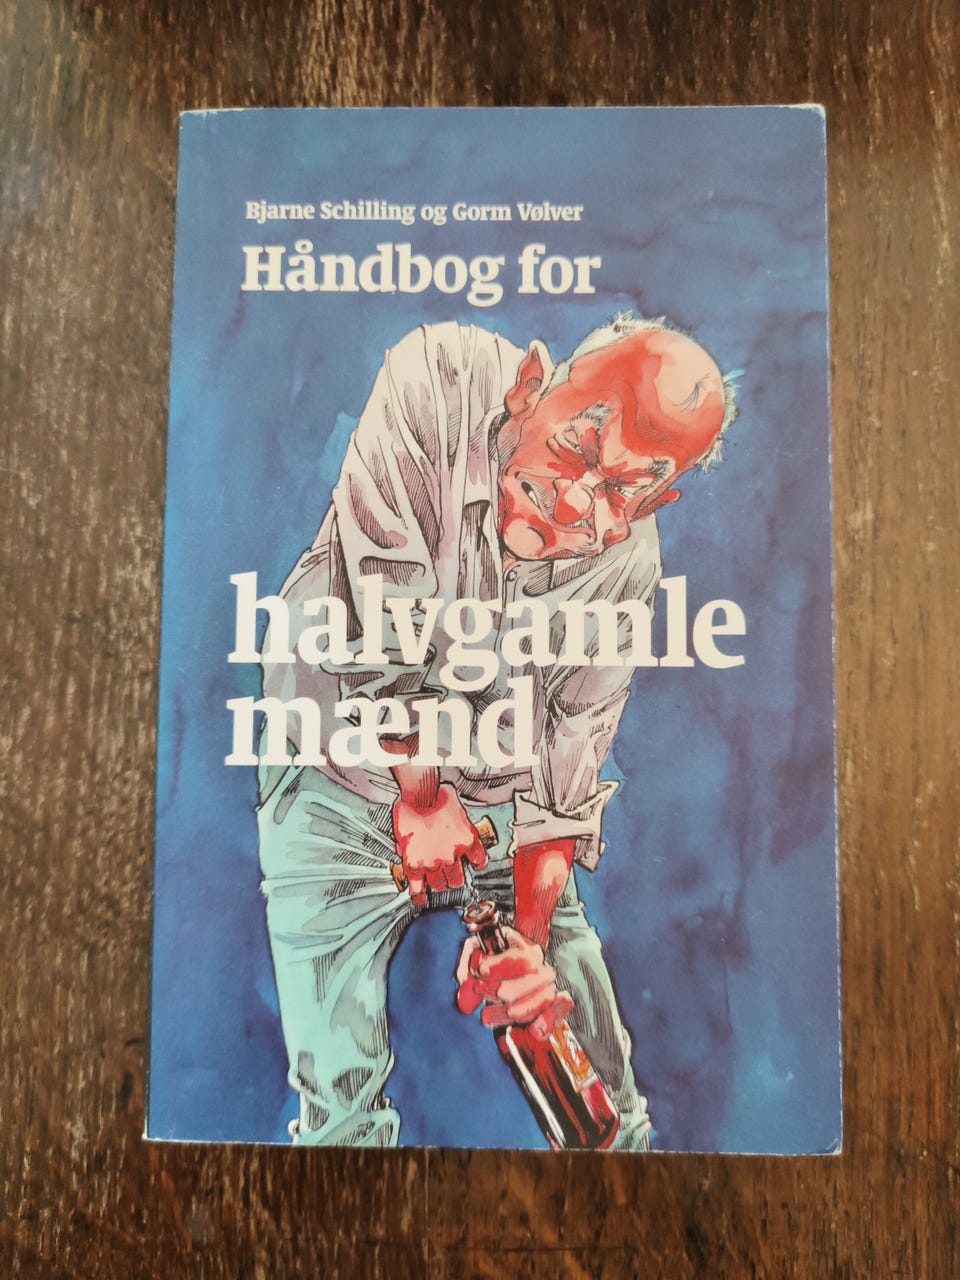 Bjarne Schilling og Gorm Vølver
Håndbog for
halvgamle
mænd